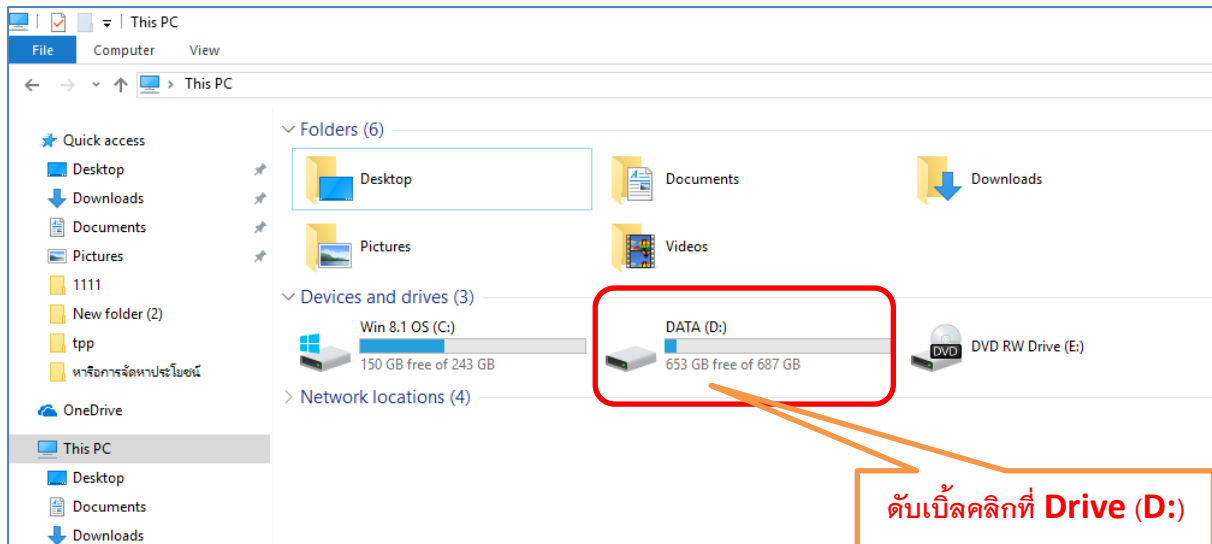 This PC
File Computer View
This PC
Quick access
Desktop
Downloads
Documents
Pictures
1111
New folder (2)
tpp
หารือการจัดหาประโยชน์
OneDrive
This PC
Desktop
Documents
Downloads
Folders (6)
Desktop
Documents
Downloads
Pictures
Videos
Devices and drives (3)
Win 8.1 OS (C:)
150 GB free of 243 GB
DATA (D:)
653 GB free of 687 GB
DVD
DVD RW Drive (E:)
Network locations (4)
ดับเบิ้ลคลิกที่ Drive (D:)